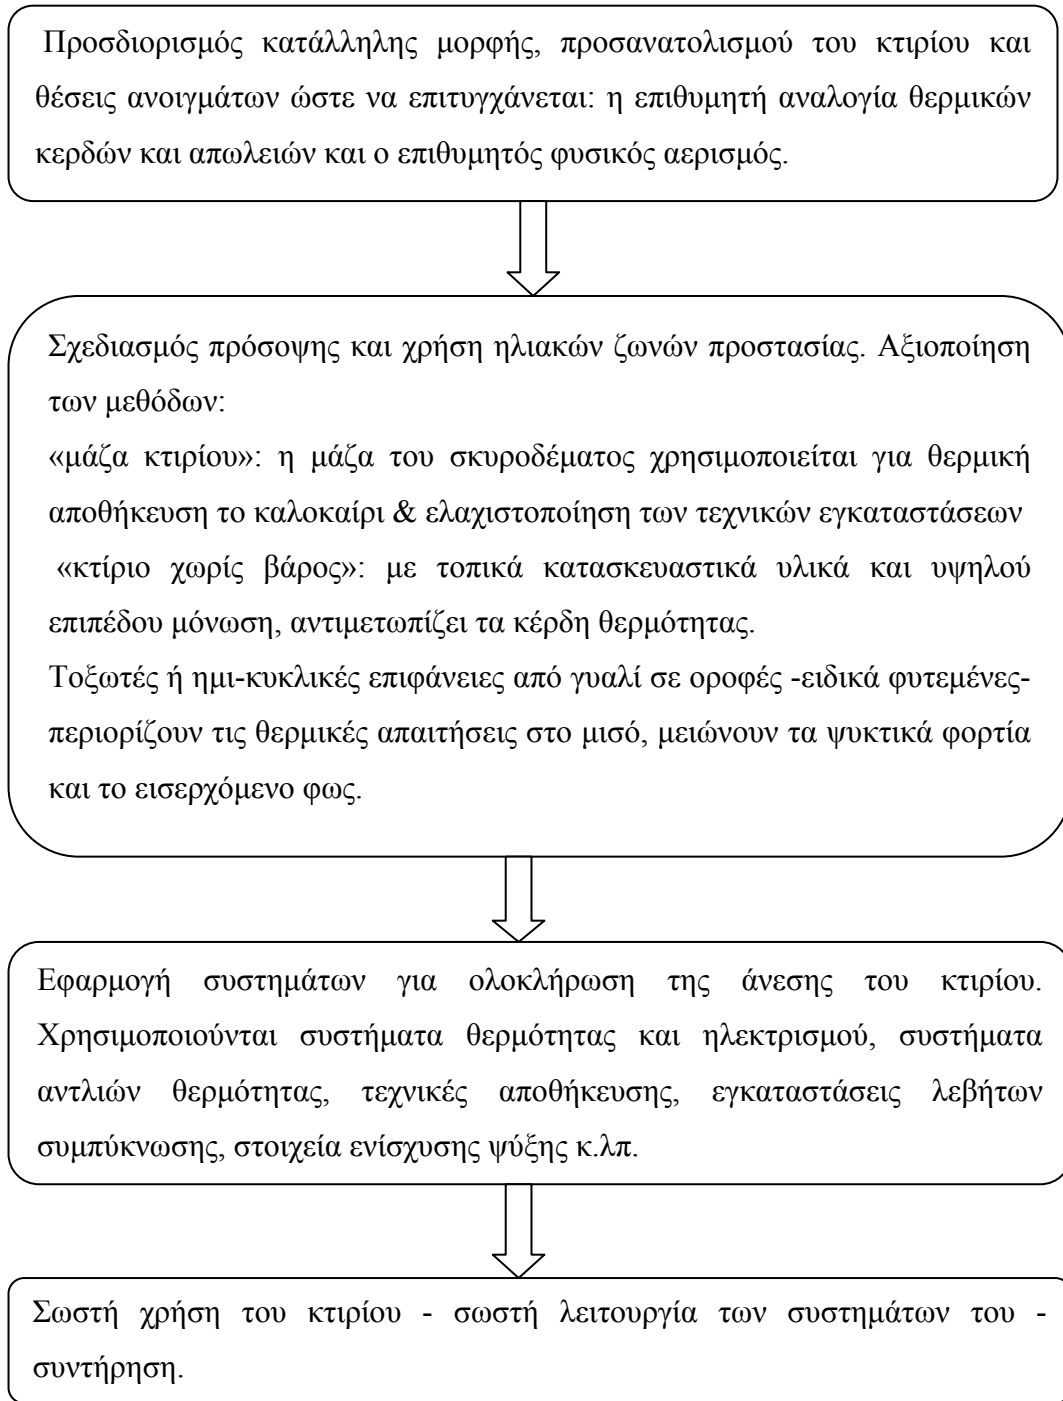 Προσδιορισμός κατάλληλης μορφής, προσανατολισμού του κτιρίου και
θέσεις ανοιγμάτων ώστε να επιτυγχάνεται: η επιθυμητή αναλογία θερμικών
κερδών και απωλειών και ο επιθυμητός φυσικός αερισμός.
Σχεδιασμός πρόσοψης και χρήση ηλιακών ζωνών προστασίας. Αξιοποίηση
των μεθόδων:
«μάζα κτιρίου»: η μάζα του σκυροδέματος χρησιμοποιείται για θερμική
αποθήκευση το καλοκαίρι & ελαχιστοποίηση των τεχνικών εγκαταστάσεων
«κτίριο χωρίς βάρος»: με τοπικά κατασκευαστικά υλικά και υψηλού
επιπέδου μόνωση, αντιμετωπίζει τα κέρδη θερμότητας.
Τοξωτές ή ημι-κυκλικές επιφάνειες από γυαλί σε οροφές -ειδικά φυτεμένες-
περιορίζουν τις θερμικές απαιτήσεις στο μισό, μειώνουν τα ψυκτικά φορτία
και το εισερχόμενο φως.
Εφαρμογή συστημάτων για ολοκλήρωση της άνεσης του κτιρίου.
Χρησιμοποιούνται συστήματα θερμότητας και ηλεκτρισμού, συστήματα
αντλιών θερμότητας, τεχνικές αποθήκευσης, εγκαταστάσεις λεβήτων
συμπύκνωσης, στοιχεία ενίσχυσης ψύξης κ.λπ.
Σωστή χρήση του κτιρίου - σωστή λειτουργία των συστημάτων του -
συντήρηση.